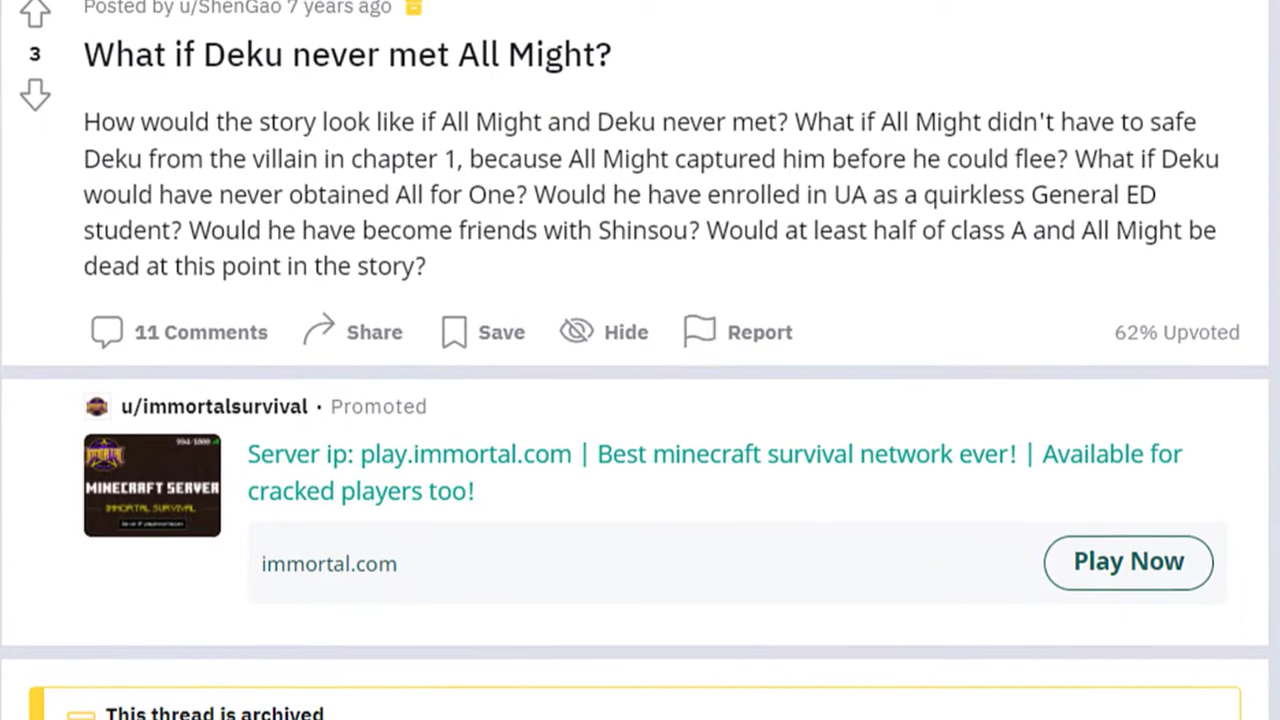 Posted by u/ShenGao 7 years ago
3
What if Deku never met All Might?
How would the story look like if All Might and Deku never met? What if All Might didn't have to safe
Deku from the villain in chapter 1, because All Might captured him before he could flee? What if Deku
would have never obtained All for One? Would he have enrolled in UA as a quirkless General ED
student? Would he have become friends with Shinsou? Would at least half of class A and All Might be
dead at this point in the story?
11 Comments Share Save Hide Report 62% Upvoted
u/immortalsurvival · Promoted
Server ip: play.immortal.com | Best minecraft survival network ever! | Available for
cracked players too!
994/1000
IMMORTAL
MINECRAFT SERVER
IMMORTAL SURVIVAL
immortal.com
Play Now
This thread is archived